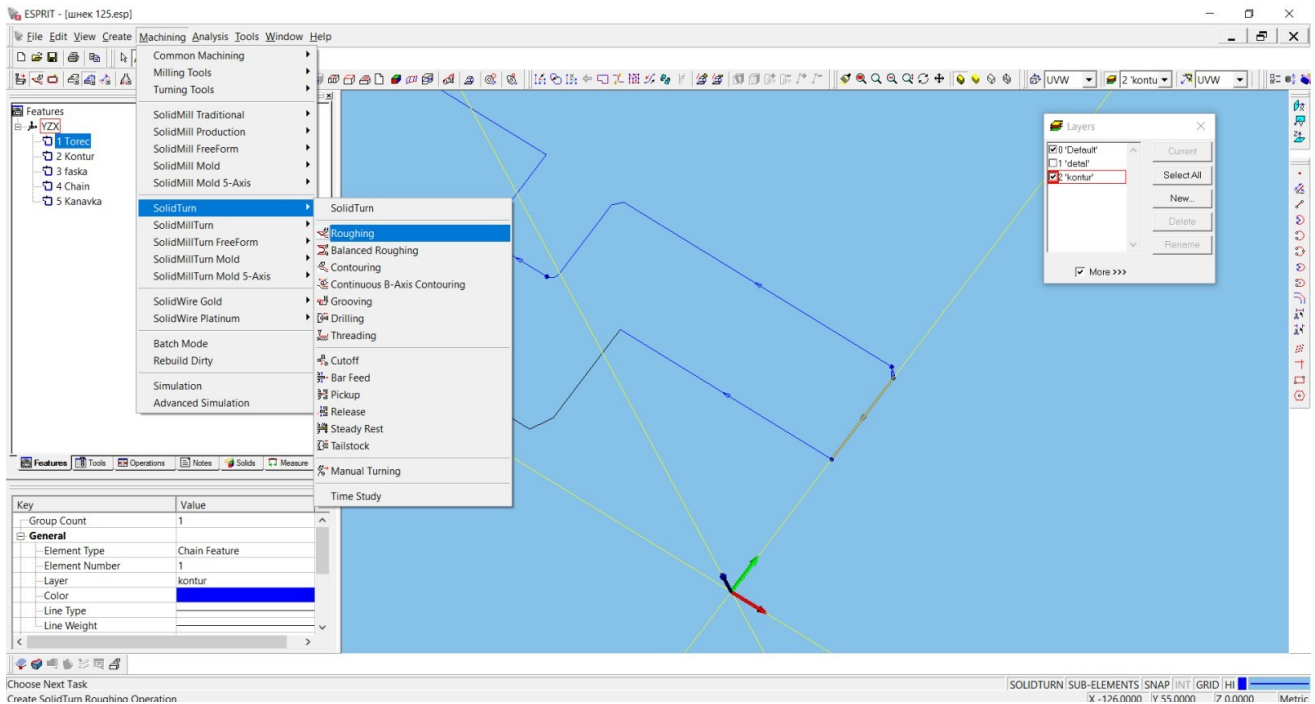 ESPRIT - [шнек 125.esp]
File Edit View Create Machining Analysis Tools Window Help
Common Machining
Milling Tools
Turning Tools
SolidMill Traditional
SolidMill Production
SolidMill FreeForm
SolidMill Mold
SolidMill Mold 5-Axis
SolidTurn
SolidMillTurn
SolidMillTurn FreeForm
SolidMillTurn Mold
SolidMillTurn Mold 5-Axis
SolidWire Gold
SolidWire Platinum
Batch Mode
Rebuild Dirty
Simulation
Advanced Simulation
SolidTurn
Roughing
Balanced Roughing
Contouring
Continuous B-Axis Contouring
Grooving
Drilling
Threading
Cutoff
Bar Feed
Pickup
Release
Steady Rest
Tailstock
Manual Turning
Time Study
UVW
2 'kontu
UVW
Features
YZX
1 Torec
2 Kontur
3 faska
4 Chain
5 Kanavka
Layers
0 'Default'
1 'detal'
2 'kontur'
Current
Select All
New...
Delete
Rename
More >>>
Features Tools Operations Notes Solids Measure
Key Value
Group Count 1
General
Element Type Chain Feature
Element Number 1
Layer kontur
Color
Line Type
Line Weight
Choose Next Task
SOLIDTURN SUB-ELEMENTS SNAP INT GRID HI
Create SolidTurn Roughing Operation
X -126.0000 Y 55.0000 Z 0.0000 Metric